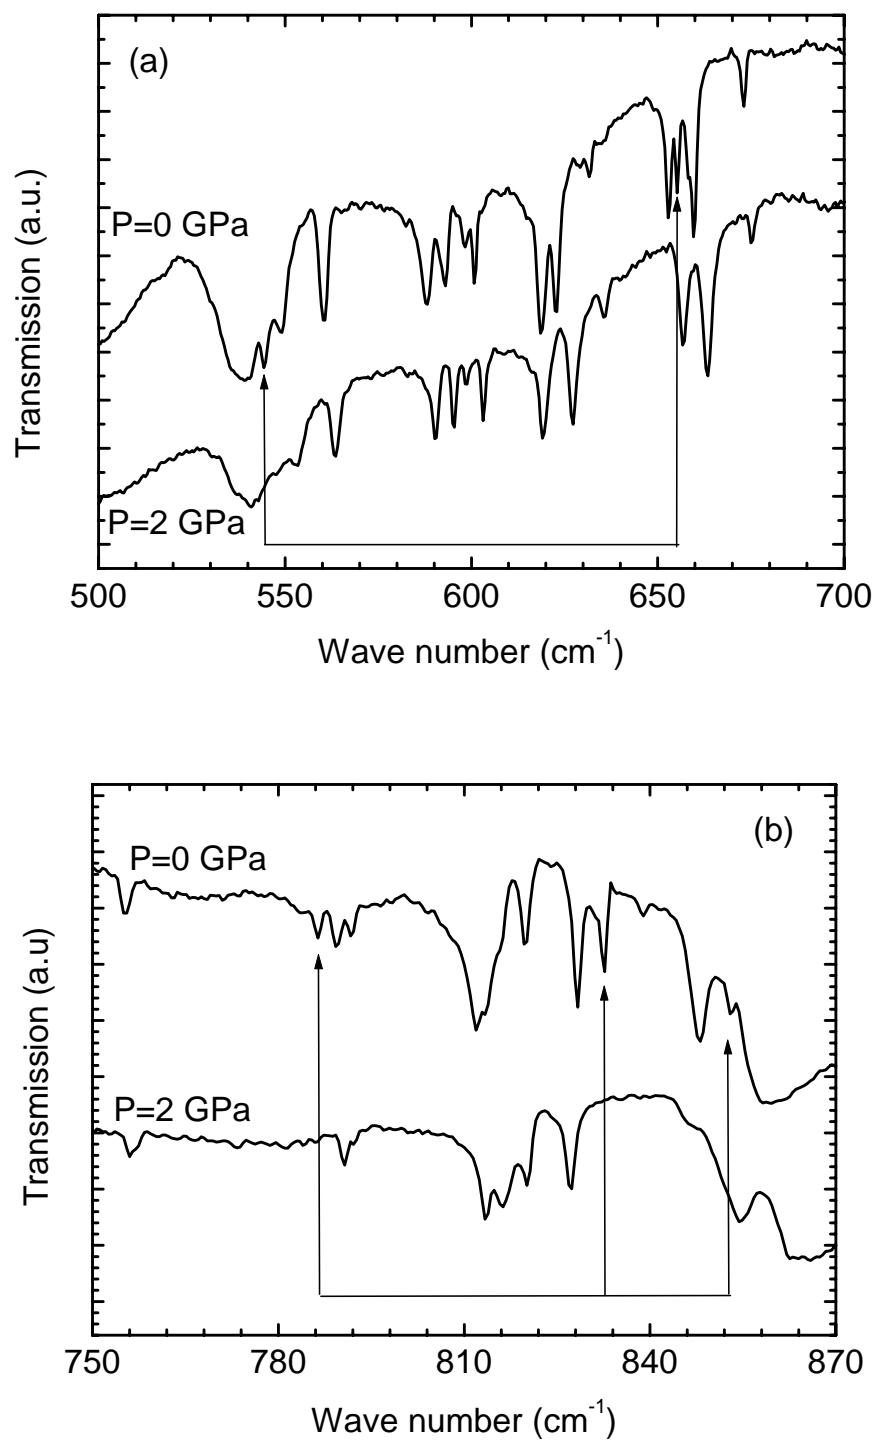 (a)
Transmission (a.u.)
P=0 GPa
P=2 GPa
500 550 600 650 700
Wave number (cm⁻¹)
(b)
Transmission (a.u)
P=0 GPa
P=2 GPa
750 780 810 840 870
Wave number (cm⁻¹)